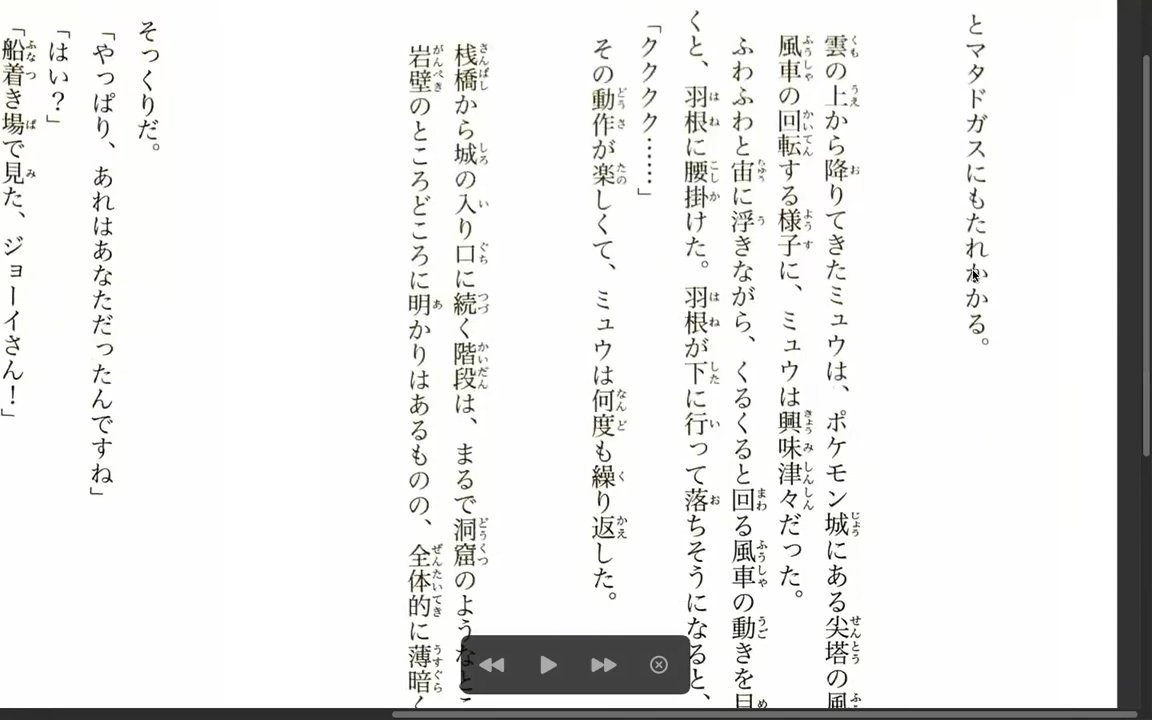 とマタドガスにもたれかかる。
雲の上から降りてきたミュウは、ポケモン城にある尖塔の風
風車の回転する様子に、ミュウは興味津々だった。
ふわふわと宙に浮きながら、くるくると回る風車の動きを目
くと、羽根に腰掛けた。羽根が下に行って落ちそうになると、
「クククク……」
その動作が楽しくて、ミュウは何度も繰り返した。
桟橋から城の入り口に続く階段は、まるで洞窟のようなとこ
岩壁のところどころに明かりはあるものの、全体的に薄暗く
そっくりだ。
「やっぱり、あれはあなただったんですね」
「はい？」
「船着き場で見た、ジョーイさん！」